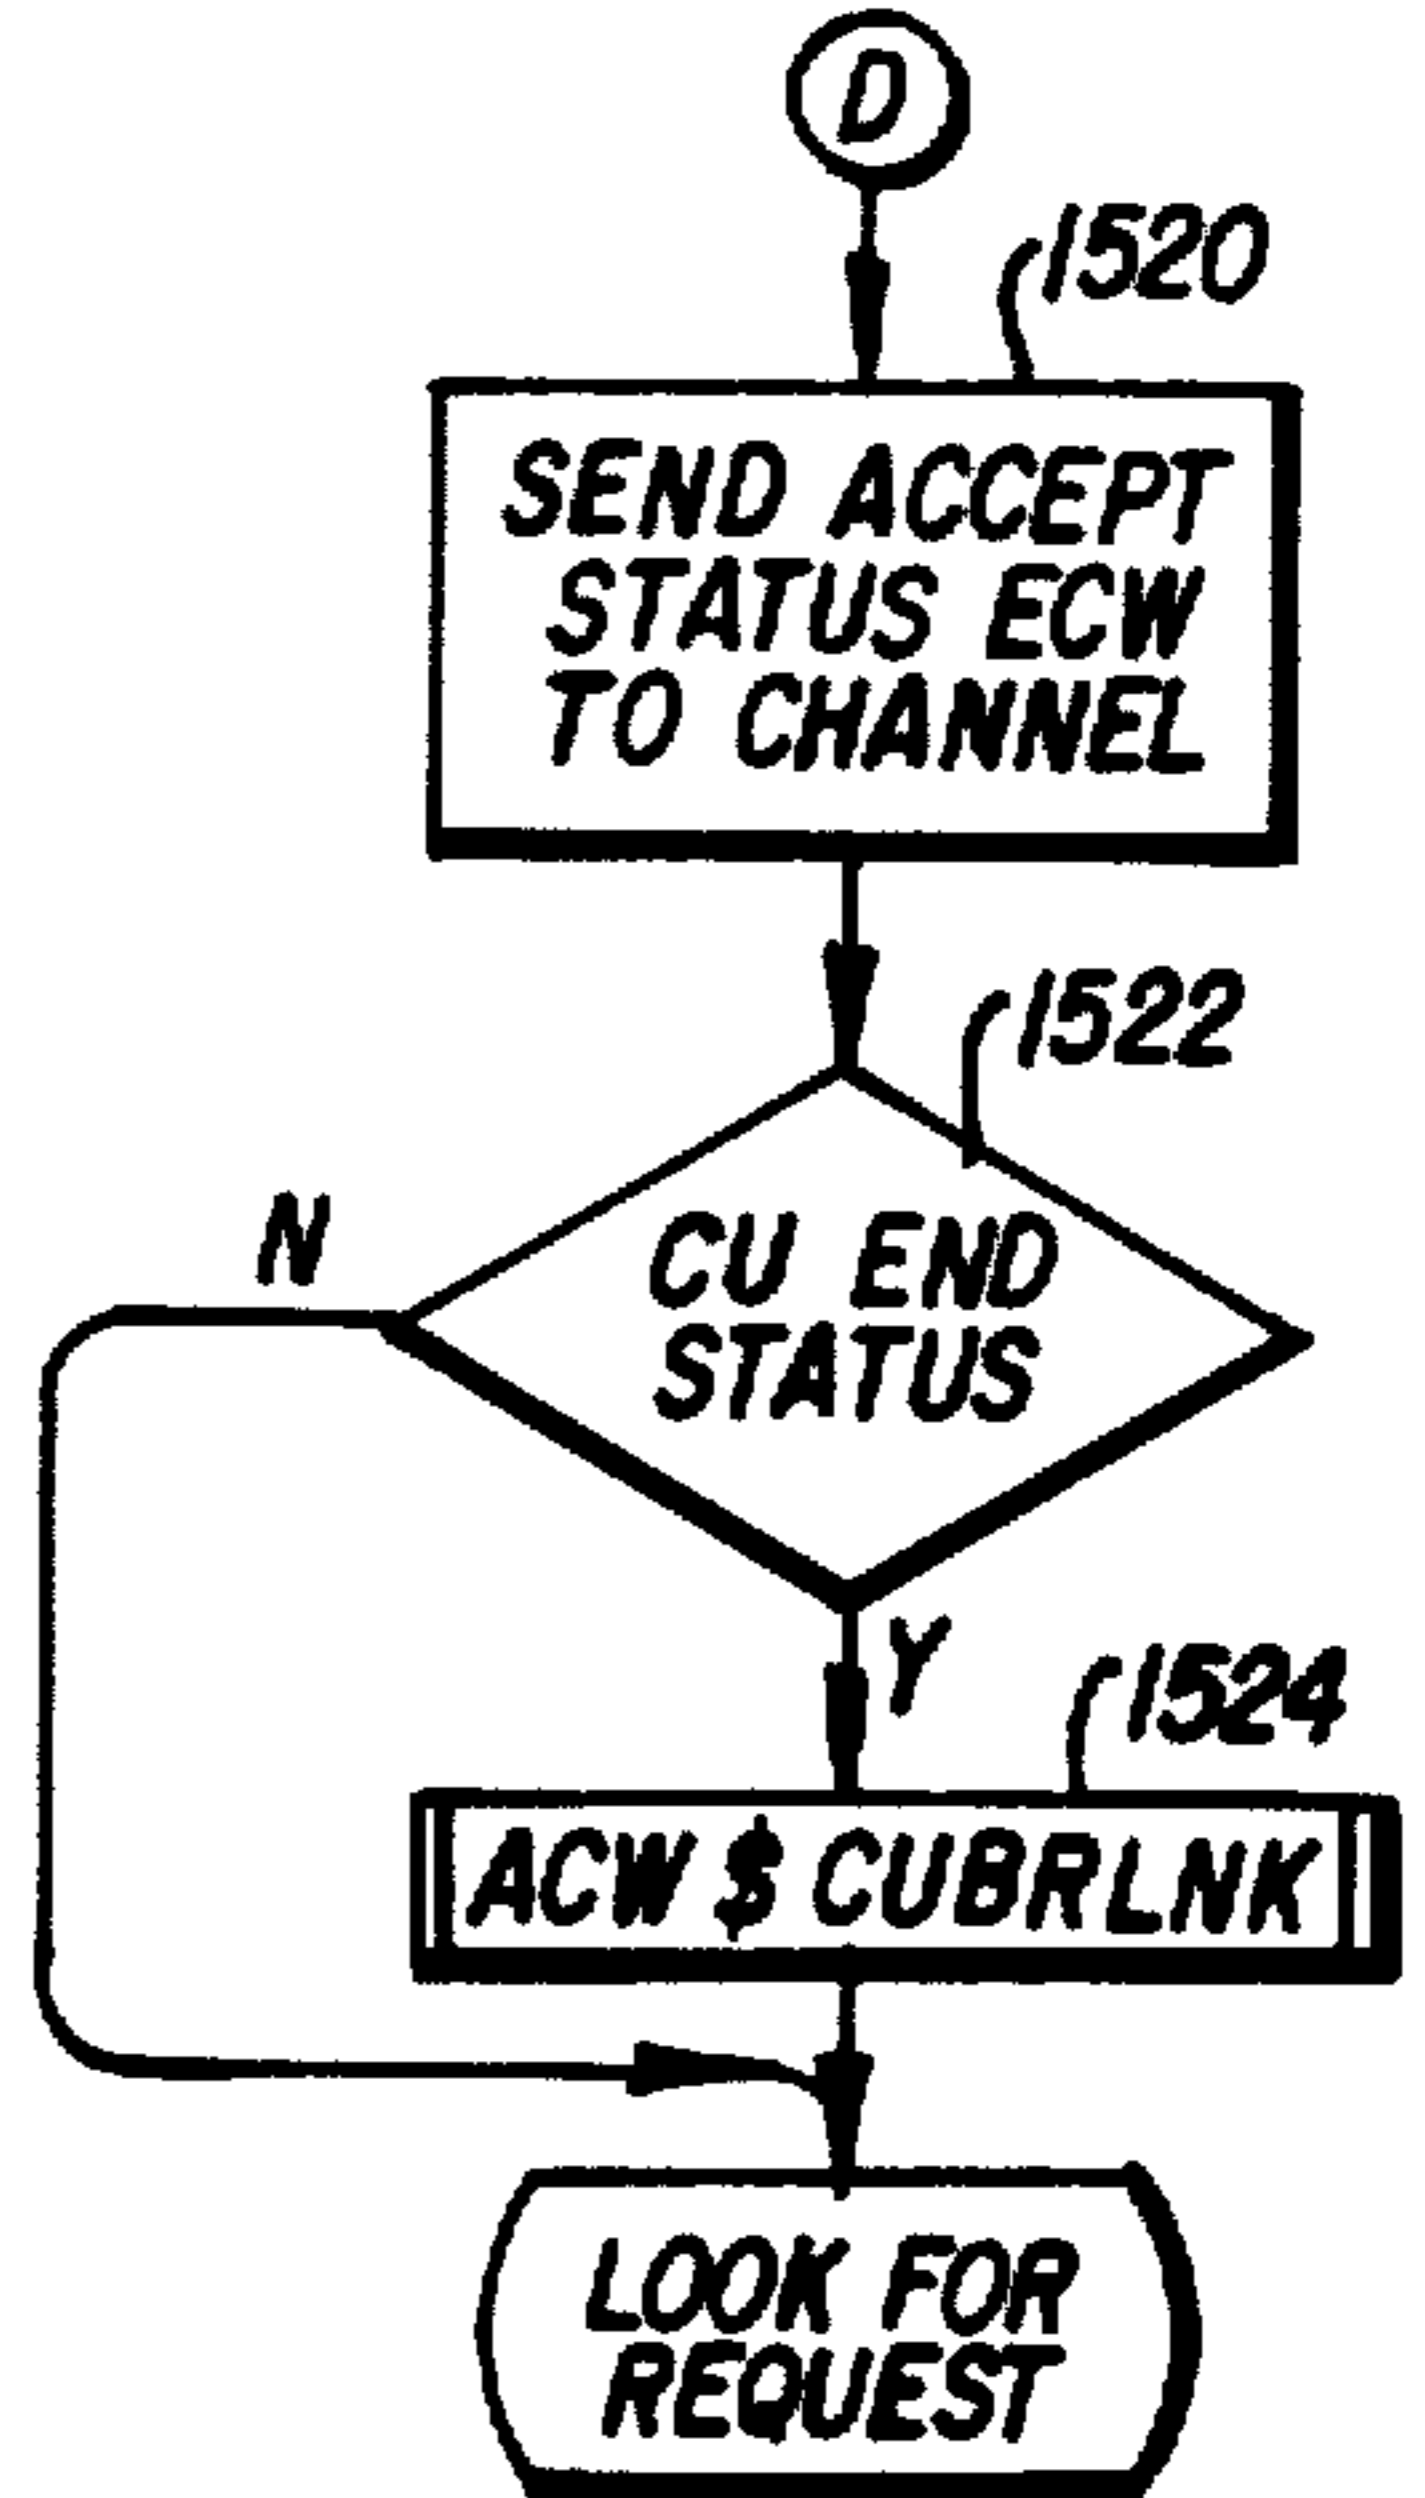 D
1520
SEND ACCEPT
STATUS ECW
TO CHANNEL
1522
N
CU END
STATUS
Y
1524
ACW $ CUBRLNK
LOOK FOR
REQUEST